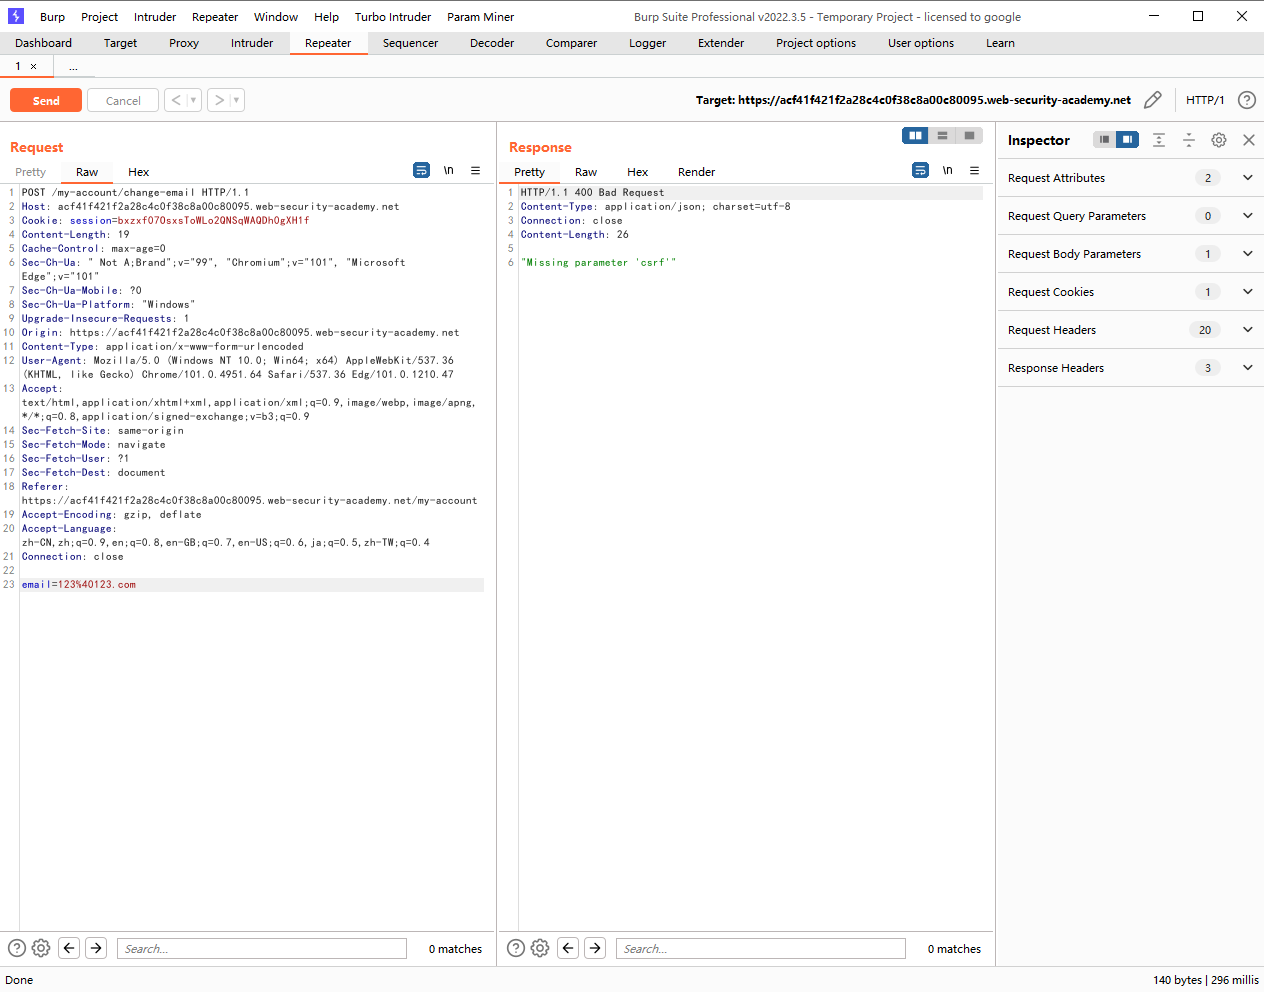 Burp Project Intruder Repeater Window Help Turbo Intruder Param Miner Burp Suite Professional v2022.3.5 - Temporary Project - licensed to google
Dashboard Target Proxy Intruder Repeater Sequencer Decoder Comparer Logger Extender Project options User options Learn
1 × ...
Send Cancel < > Target: https://acf41f421f2a28c4c0f38c8a00c80095.web-security-academy.net HTTP/1 ?
Request
Pretty Raw Hex \n
1 POST /my-account/change-email HTTP/1.1
2 Host: acf41f421f2a28c4c0f38c8a00c80095.web-security-academy.net
3 Cookie: session=bxzxf07OsxsToWLo2QNSqWAQDh0gXH1f
4 Content-Length: 19
5 Cache-Control: max-age=0
6 Sec-Ch-Ua: " Not A;Brand";v="99", "Chromium";v="101", "Microsoft
Edge";v="101"
7 Sec-Ch-Ua-Mobile: ?0
8 Sec-Ch-Ua-Platform: "Windows"
9 Upgrade-Insecure-Requests: 1
10 Origin: https://acf41f421f2a28c4c0f38c8a00c80095.web-security-academy.net
11 Content-Type: application/x-www-form-urlencoded
12 User-Agent: Mozilla/5.0 (Windows NT 10.0; Win64; x64) AppleWebKit/537.36
(KHTML, like Gecko) Chrome/101.0.4951.64 Safari/537.36 Edg/101.0.1210.47
13 Accept:
text/html,application/xhtml+xml,application/xml;q=0.9,image/webp,image/apng,
*/*;q=0.8,application/signed-exchange;v=b3;q=0.9
14 Sec-Fetch-Site: same-origin
15 Sec-Fetch-Mode: navigate
16 Sec-Fetch-User: ?1
17 Sec-Fetch-Dest: document
18 Referer:
https://acf41f421f2a28c4c0f38c8a00c80095.web-security-academy.net/my-account
19 Accept-Encoding: gzip, deflate
20 Accept-Language:
zh-CN,zh;q=0.9,en;q=0.8,en-GB;q=0.7,en-US;q=0.6,ja;q=0.5,zh-TW;q=0.4
21 Connection: close
22
23 email=123%40123.com
? Search... 0 matches
Response
Pretty Raw Hex Render \n
1 HTTP/1.1 400 Bad Request
2 Content-Type: application/json; charset=utf-8
3 Connection: close
4 Content-Length: 26
5
6 "Missing parameter 'csrf'"
? Search... 0 matches
Inspector
Request Attributes 2
Request Query Parameters 0
Request Body Parameters 1
Request Cookies 1
Request Headers 20
Response Headers 3
Done 140 bytes | 296 millis